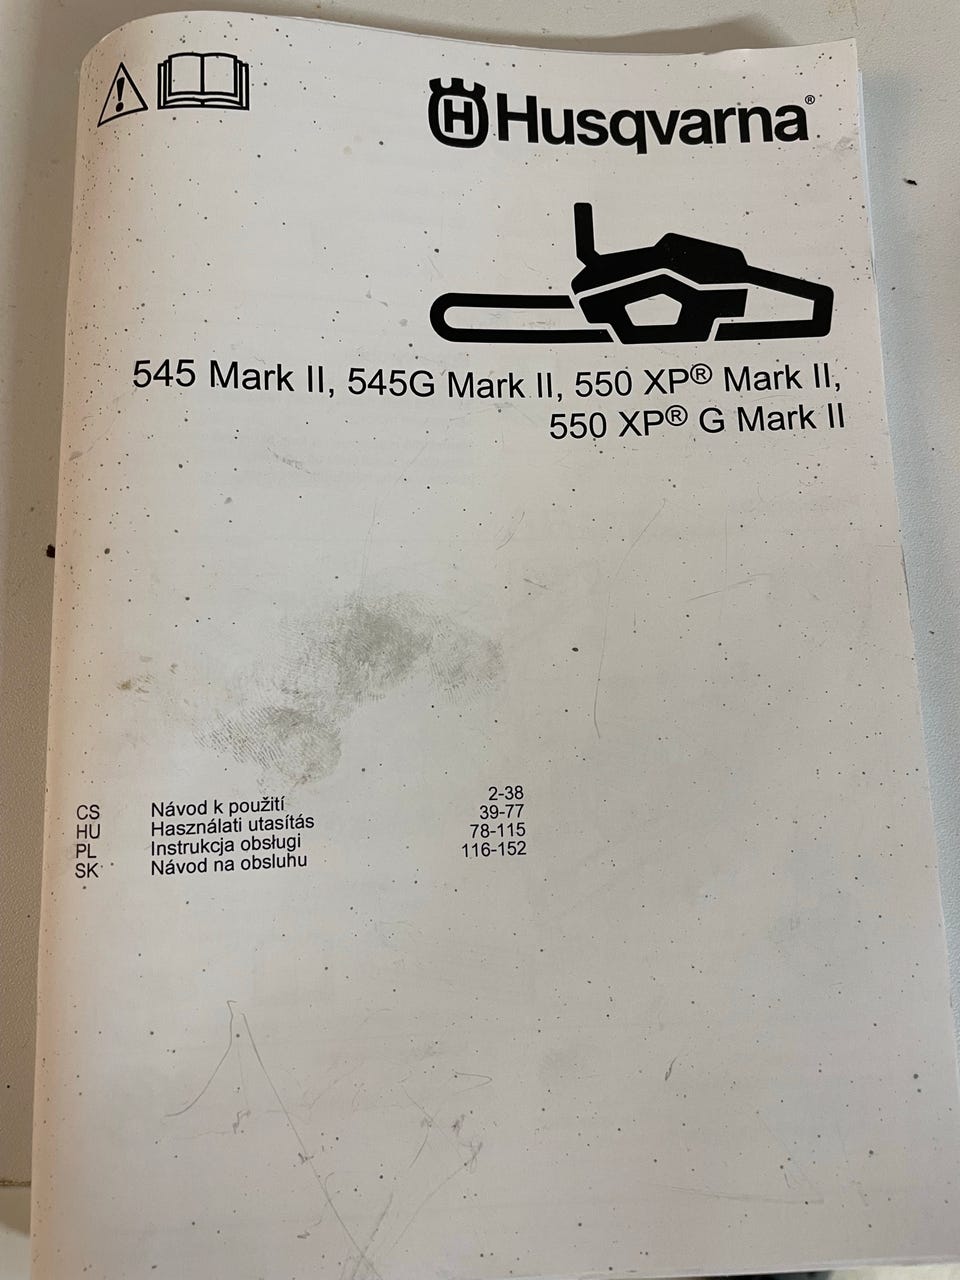 Husqvarna®
545 Mark II, 545G Mark II, 550 XP® Mark II,
550 XP® G Mark II
CS Návod k použití 2-38
HU Használati utasítás 39-77
PL Instrukcja obsługi 78-115
SK Návod na obsluhu 116-152